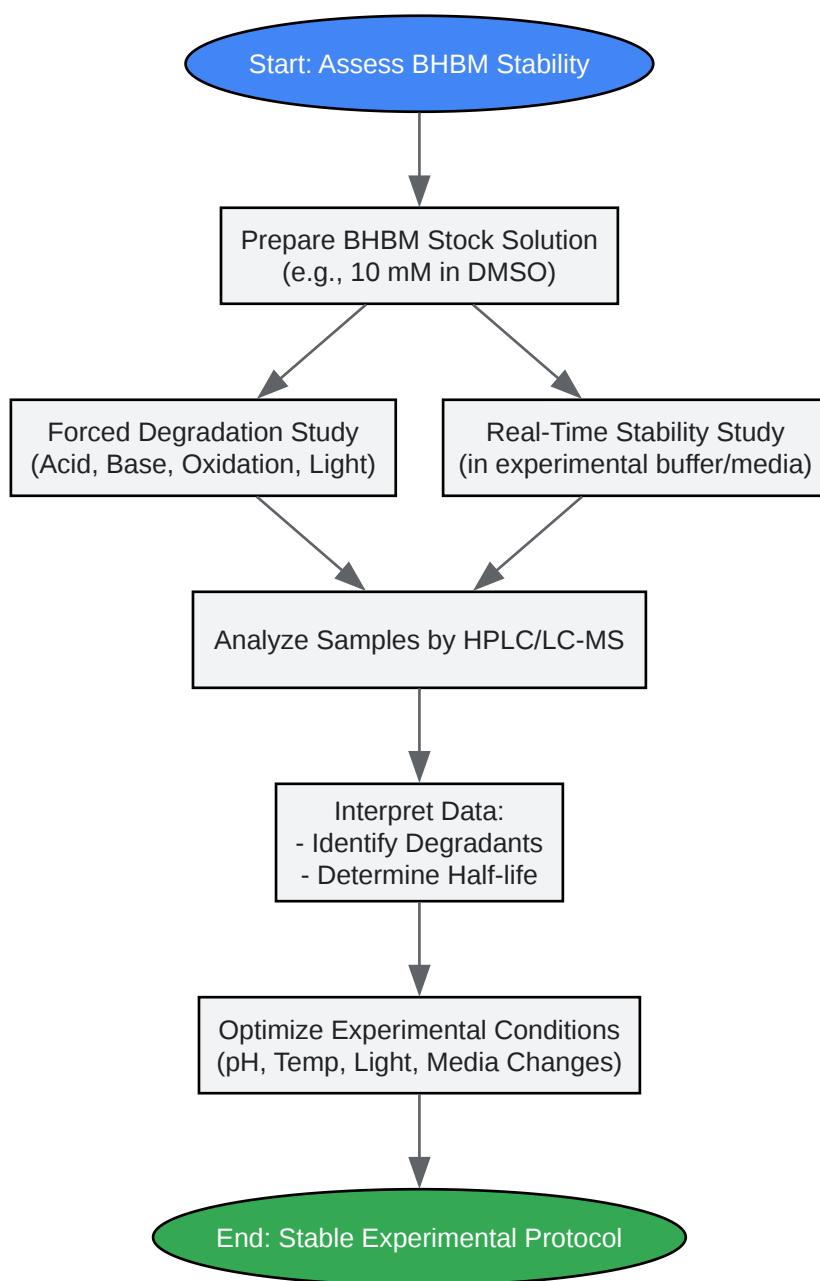 Start: Assess BHBM Stability
Prepare BHBM Stock Solution
(e.g., 10 mM in DMSO)
Forced Degradation Study
(Acid, Base, Oxidation, Light)
Real-Time Stability Study
(in experimental buffer/media)
Analyze Samples by HPLC/LC-MS
Interpret Data:
- Identify Degradants
- Determine Half-life
Optimize Experimental Conditions
(pH, Temp, Light, Media Changes)
End: Stable Experimental Protocol